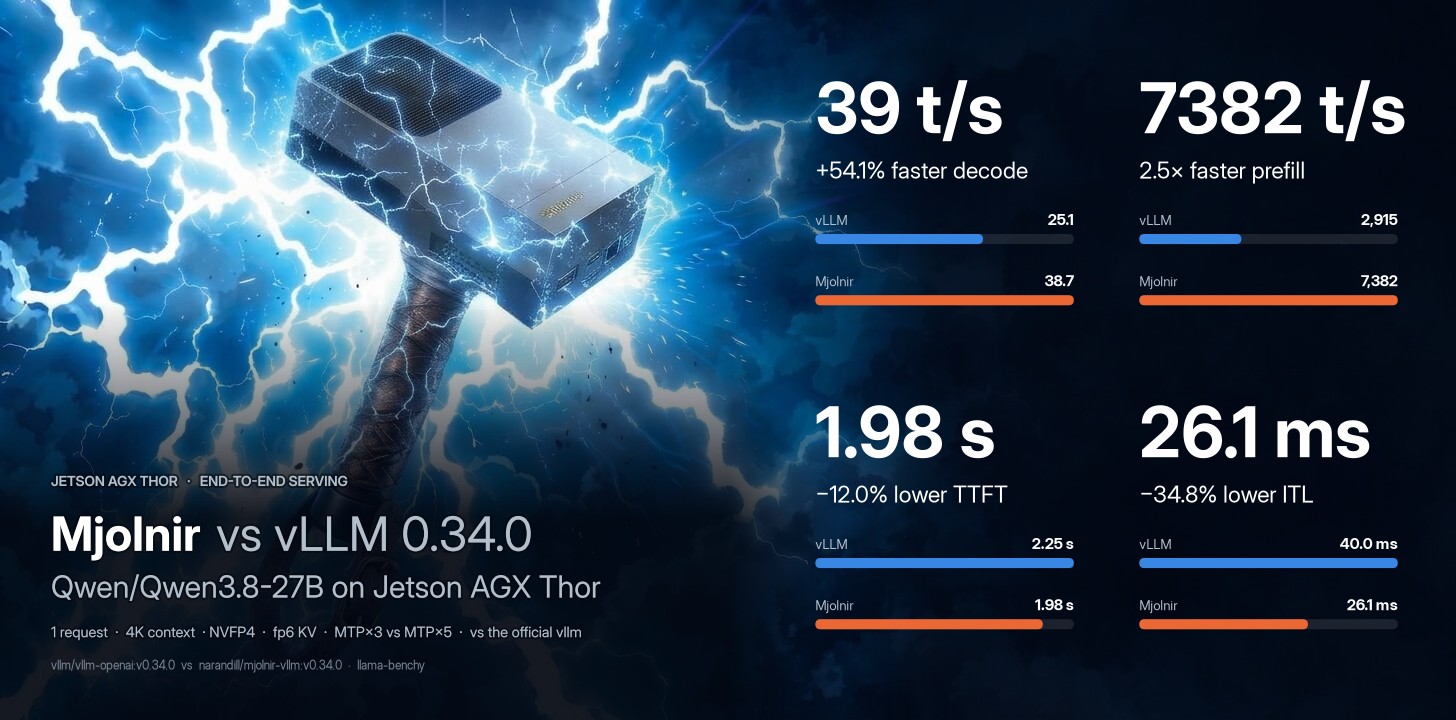 JETSON AGX THOR · END-TO-END SERVING
Mjolnir vs vLLM 0.34.0
Qwen/Qwen3.8-27B on Jetson AGX Thor
1 request · 4K context · NVFP4 · fp6 KV · MTP×3 vs MTP×5 · vs the official vllm
vllm/vllm-openai:v0.34.0 vs narandill/mjolnir-vllm:v0.34.0 · llama-benchy
39 t/s
+54.1% faster decode
vLLM 25.1
Mjolnir 38.7
7382 t/s
2.5× faster prefill
vLLM 2,915
Mjolnir 7,382
1.98 s
−12.0% lower TTFT
vLLM 2.25 s
Mjolnir 1.98 s
26.1 ms
−34.8% lower ITL
vLLM 40.0 ms
Mjolnir 26.1 ms